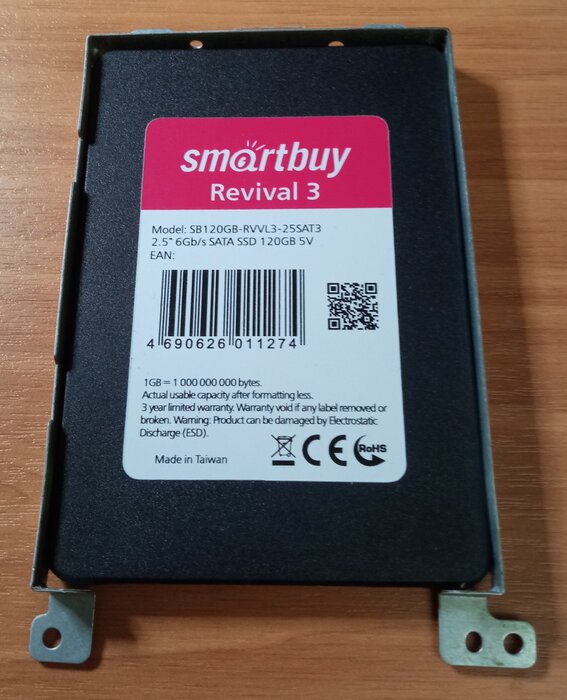 smartbuy
Revival 3
Model: SB120GB-RVVL3-25SAT3
2.5" 6Gb/s SATA SSD 120GB 5V
EAN:
4 690626 011274
1GB = 1 000 000 000 bytes.
Actual usable capacity after formatting less.
3 year limited warranty. Warranty void if any label removed or
broken. Warning: Product can be damaged by Electrostatic
Discharge (ESD).
Made in Taiwan
CE RoHS